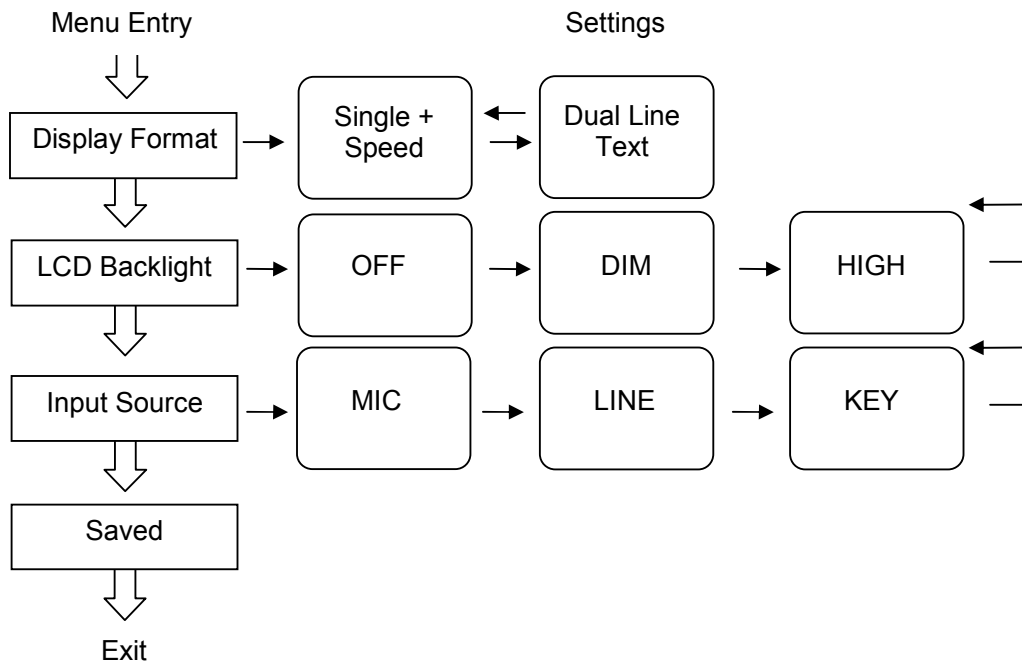 Menu Entry
Settings
Display Format
Single +
Speed
Dual Line
Text
LCD Backlight
OFF
DIM
HIGH
Input Source
MIC
LINE
KEY
Saved
Exit